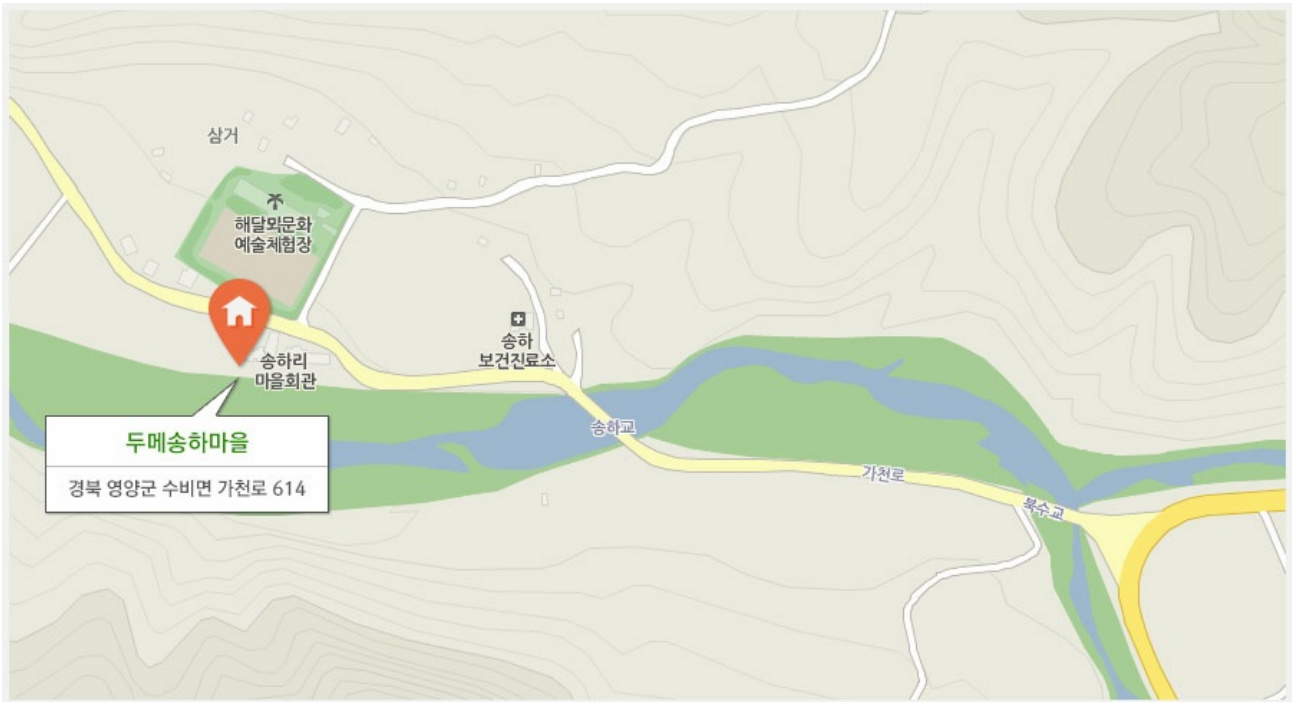 삼거
해달뫼문화
예술체험장
송하
보건진료소
송하리
마을회관
두메송하마을
경북 영양군 수비면 가천로 614
송하교
가천로
북수교